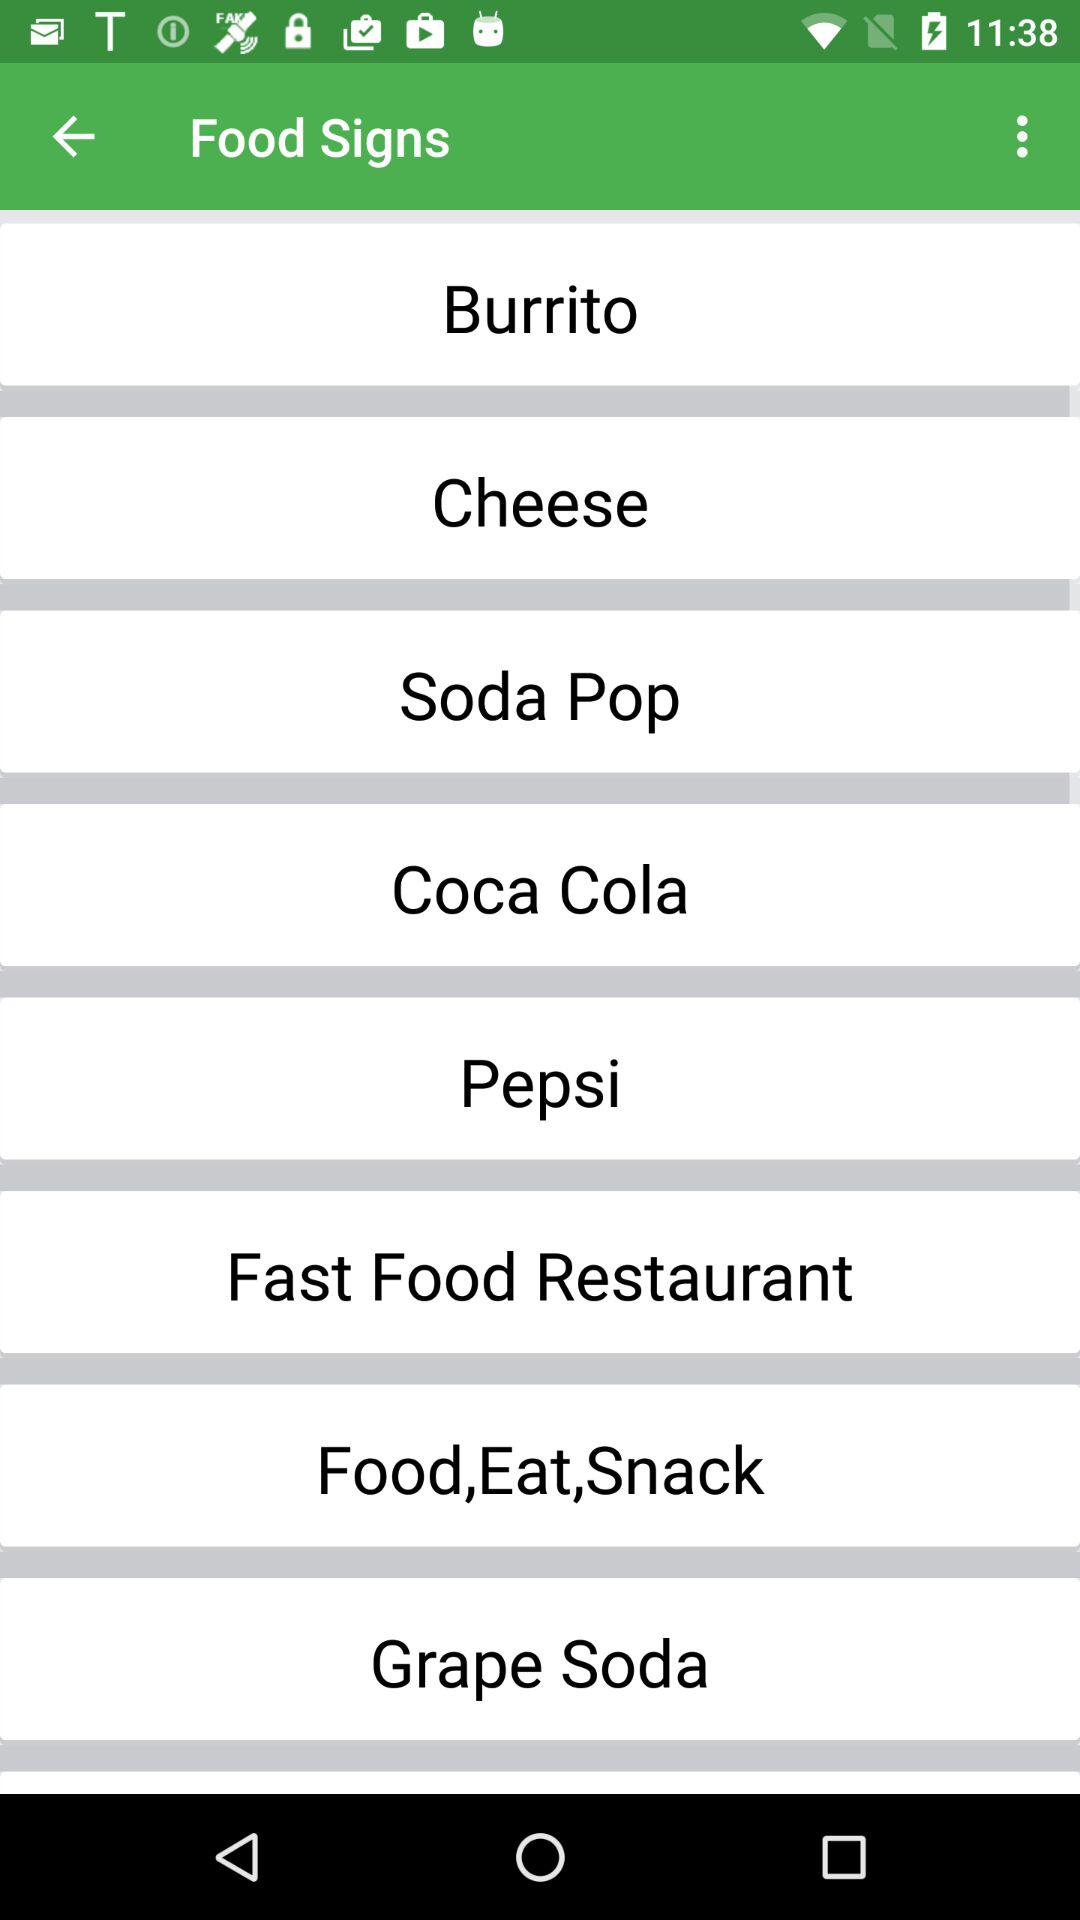 FAKE
11:38
Food Signs
Burrito
Cheese
Soda Pop
Coca Cola
Pepsi
Fast Food Restaurant
Food,Eat,Snack
Grape Soda